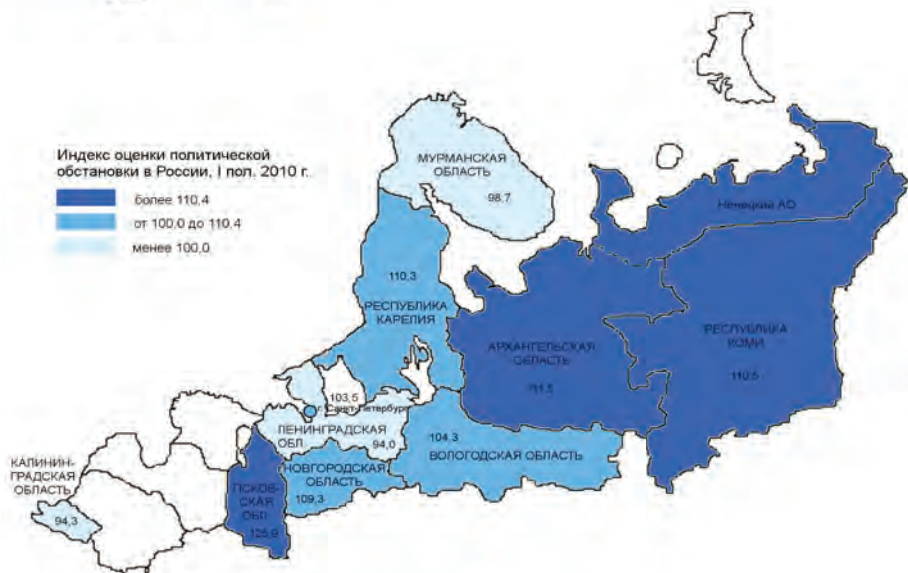 Индекс оценки политической
обстановки в России, I пол. 2010 г.
более 110,4
от 100,0 до 110,4
менее 100,0
МУРМАНСКАЯ
ОБЛАСТЬ
98,7
Ненецкий АО
110,3
РЕСПУБЛИКА
КАРЕЛИЯ
АРХАНГЕЛЬСКАЯ
ОБЛАСТЬ
111,5
РЕСПУБЛИКА
КОМИ
110,5
103,5
г. Санкт-Петербург
ЛЕНИНГРАДСКАЯ
ОБЛ.
94,0
104,3
ВОЛОГОДСКАЯ ОБЛАСТЬ
НОВГОРОДСКАЯ
ОБЛАСТЬ
109,3
КАЛИНИН-
ГРАДСКАЯ
ОБЛАСТЬ
94,3
ПСКОВ-
СКАЯ
ОБЛ.